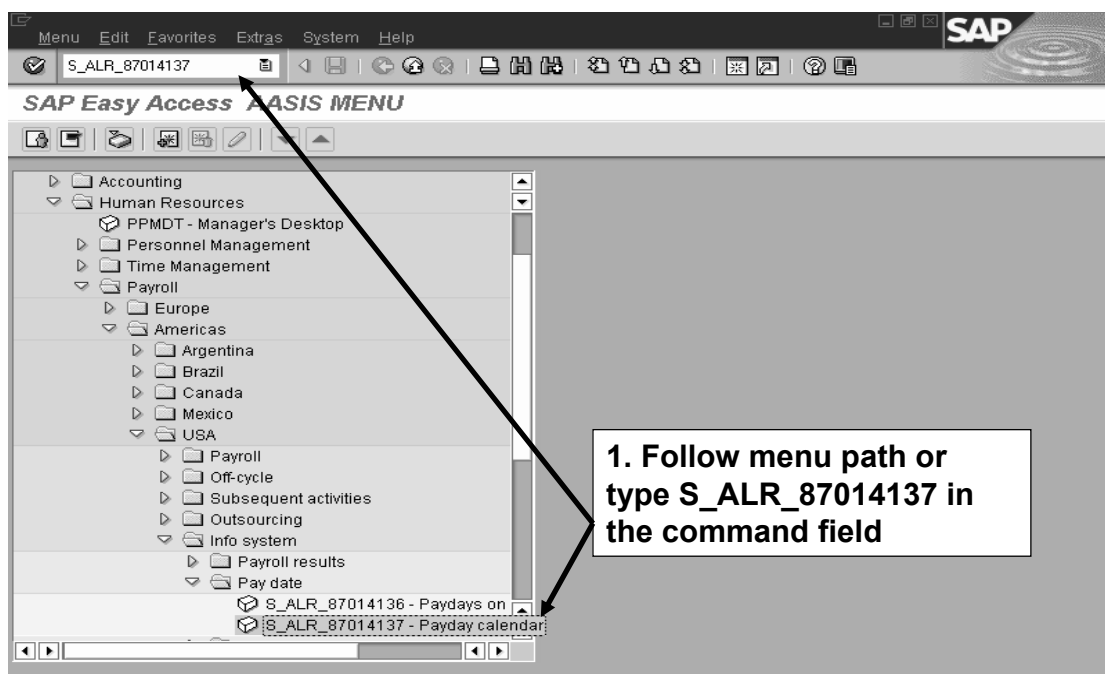 Menu Edit Favorites Extras System Help
SAP
S_ALR_87014137
SAP Easy Access AASIS MENU
Accounting
Human Resources
PPMDT - Manager's Desktop
Personnel Management
Time Management
Payroll
Europe
Americas
Argentina
Brazil
Canada
Mexico
USA
Payroll
Off-cycle
Subsequent activities
Outsourcing
Info system
Payroll results
Pay date
S_ALR_87014136 - Paydays on
S_ALR_87014137 - Payday calendar
1. Follow menu path or
type S_ALR_87014137 in
the command field